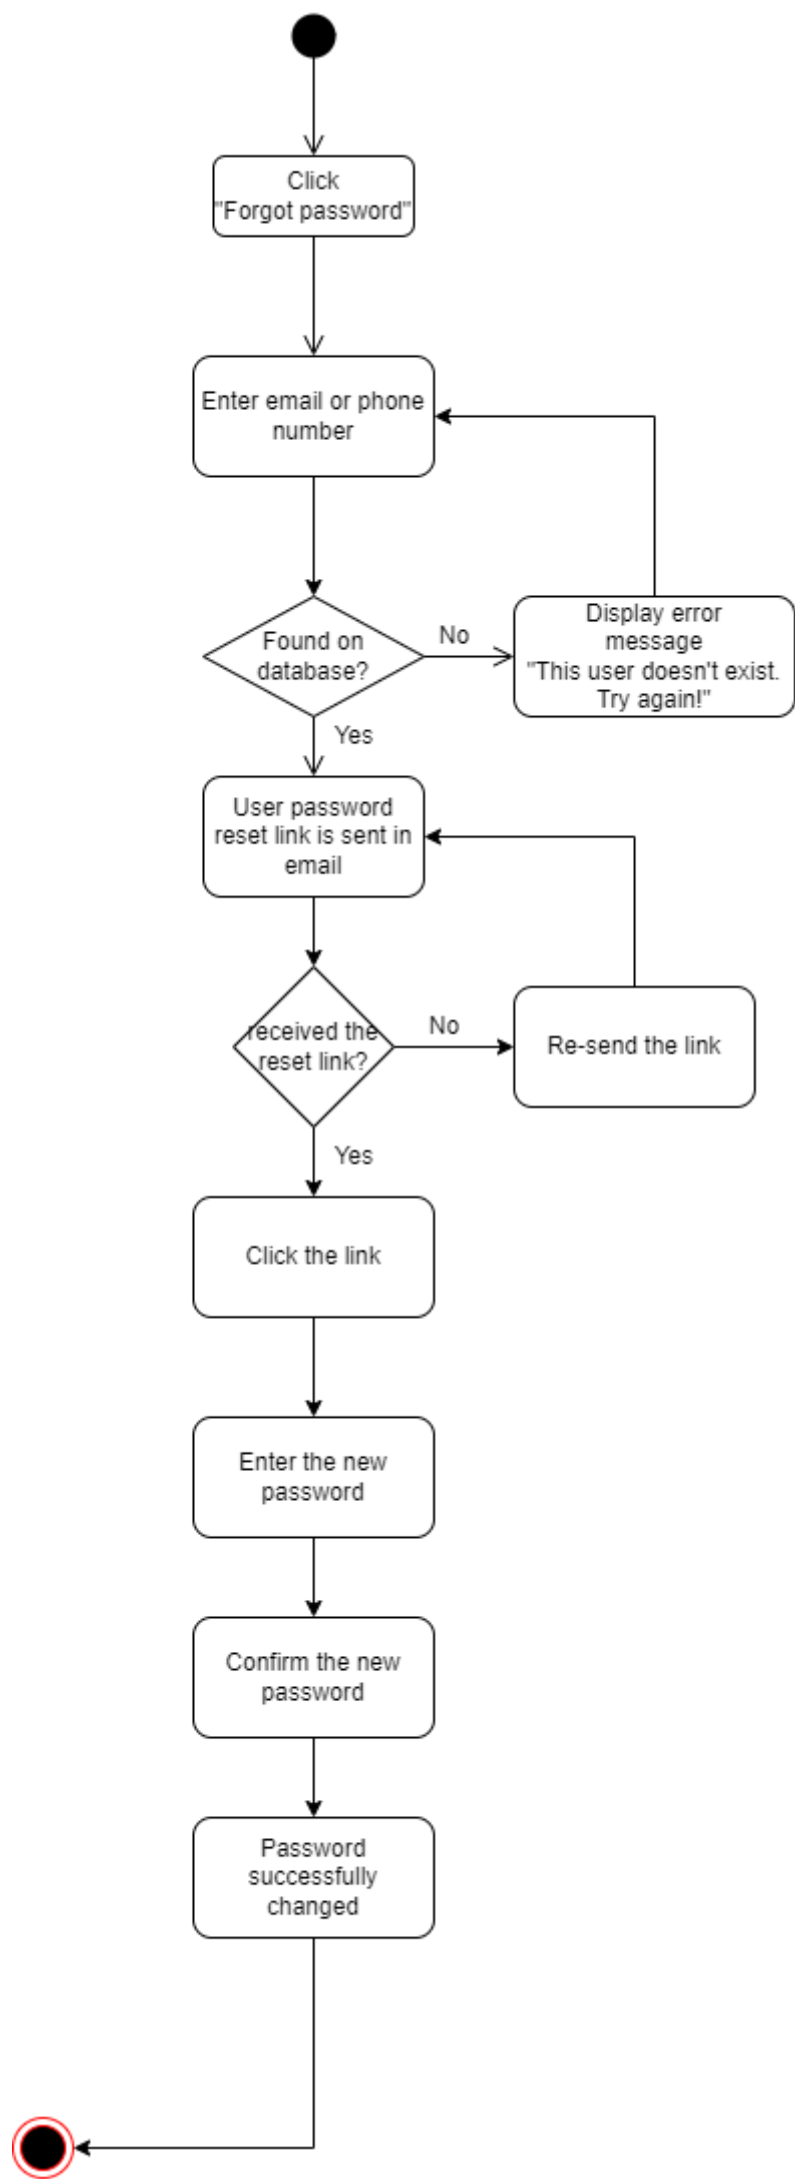 Click
"Forgot password"
Enter email or phone
number
Found on
database?
No
Display error
message
"This user doesn't exist.
Try again!"
Yes
User password
reset link is sent in
email
received the
reset link?
No
Re-send the link
Yes
Click the link
Enter the new
password
Confirm the new
password
Password
successfully
changed